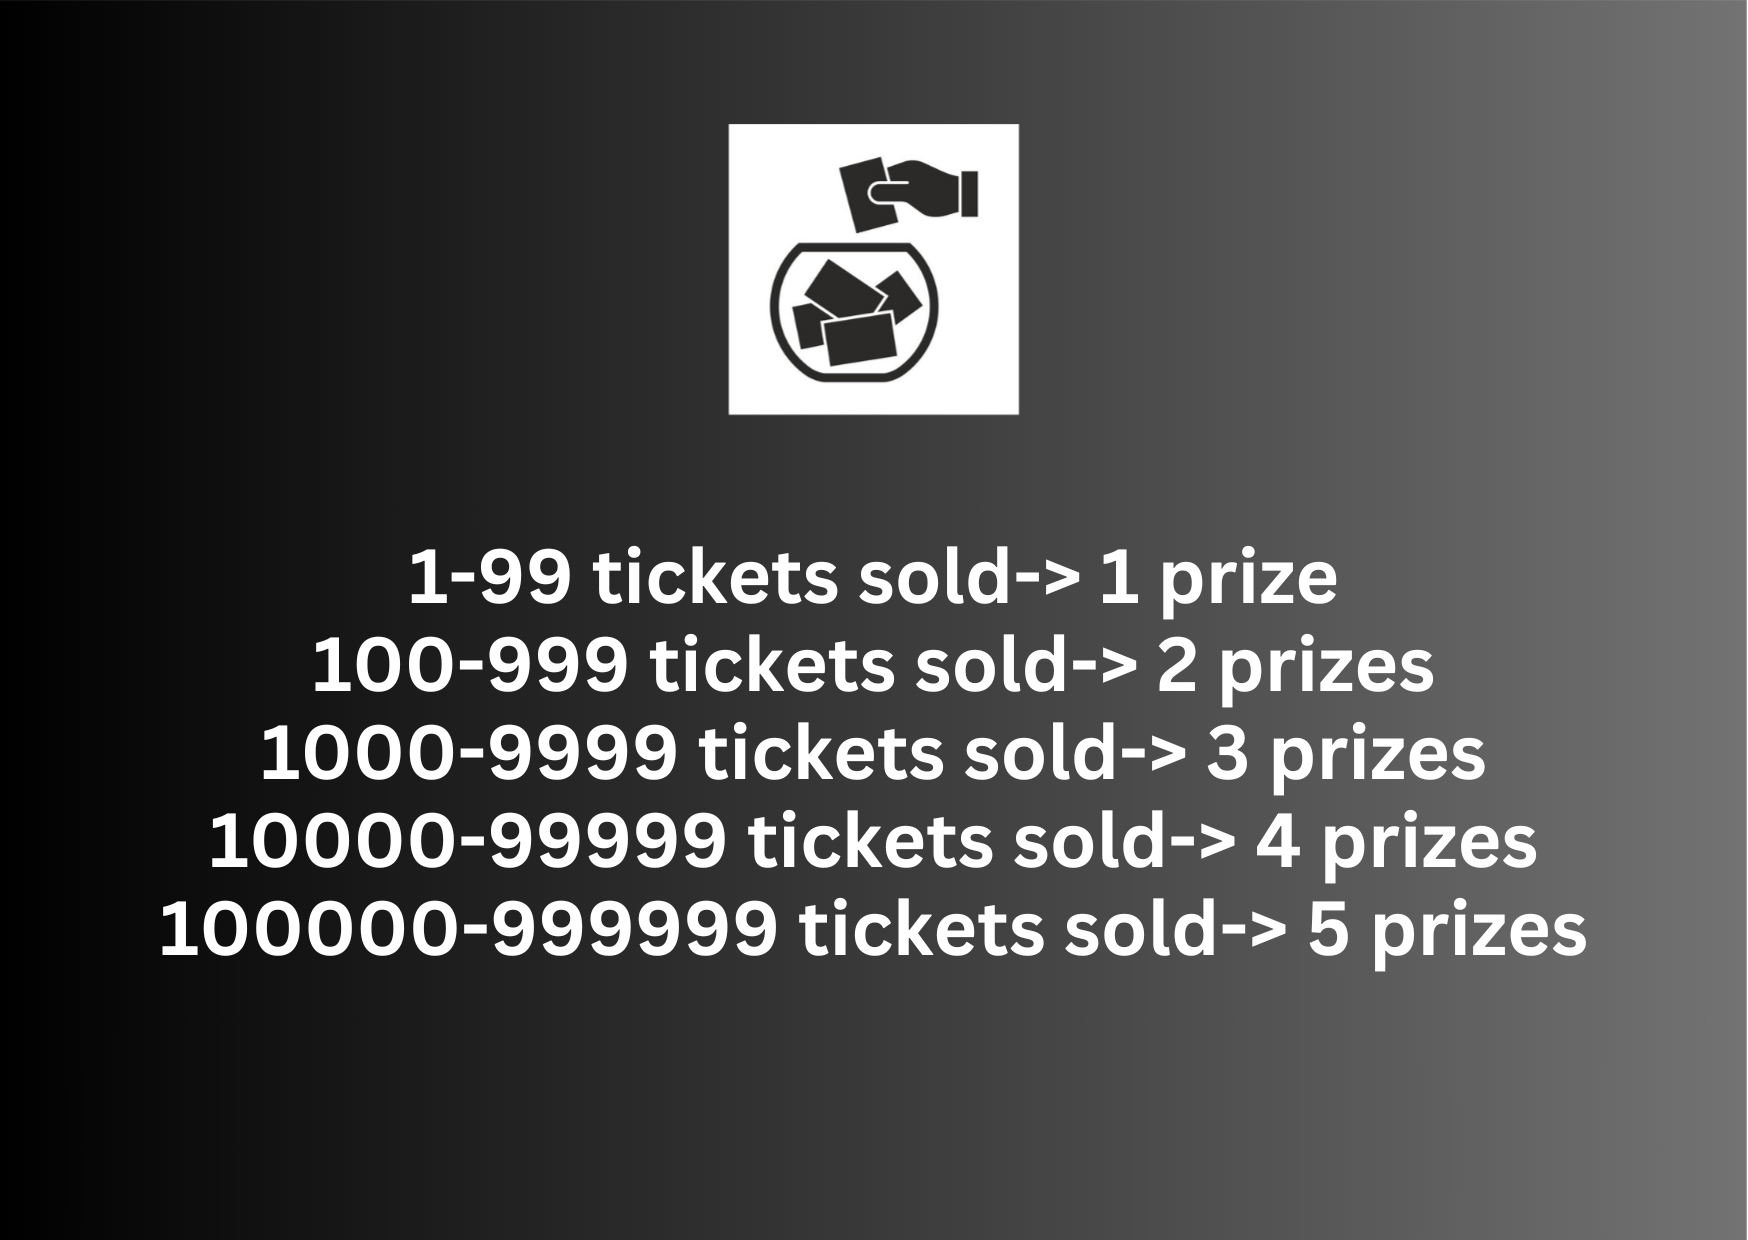 1-99 tickets sold-> 1 prize
100-999 tickets sold-> 2 prizes
1000-9999 tickets sold-> 3 prizes
10000-99999 tickets sold-> 4 prizes
100000-999999 tickets sold-> 5 prizes